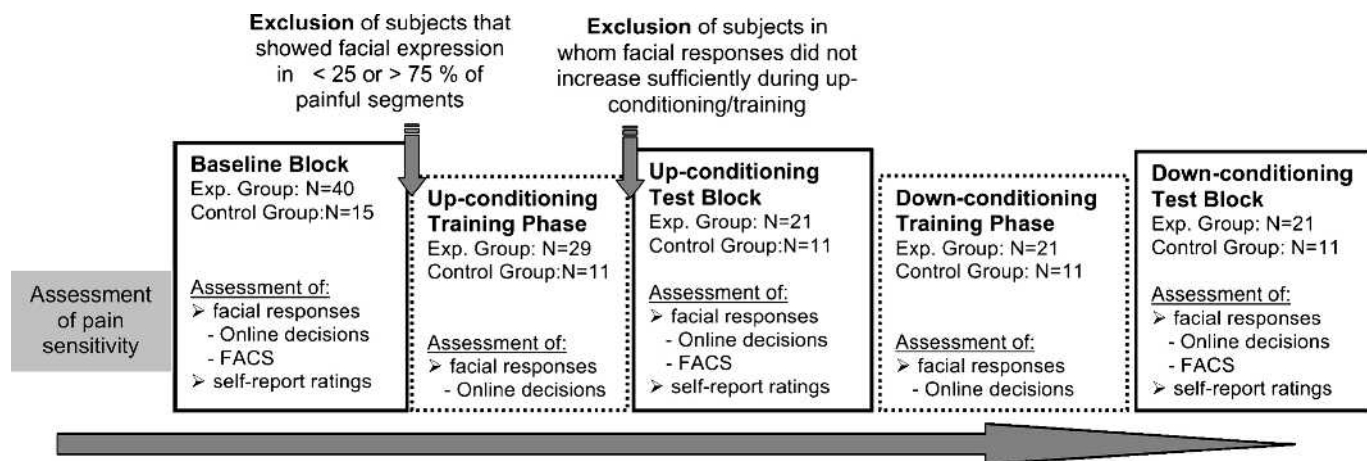 Exclusion of subjects that
showed facial expression
in < 25 or > 75 % of
painful segments
Exclusion of subjects in
whom facial responses did not
increase sufficiently during up-
conditioning/training
Assessment
of pain
sensitivity
Baseline Block
Exp. Group: N=40
Control Group:N=15
Assessment of:
➢ facial responses
- Online decisions
- FACS
➢ self-report ratings
Up-conditioning
Training Phase
Exp. Group: N=29
Control Group:N=11
Assessment of:
➢ facial responses
- Online decisions
Up-conditioning
Test Block
Exp. Group: N=21
Control Group:N=11
Assessment of:
➢ facial responses
- Online decisions
- FACS
➢ self-report ratings
Down-conditioning
Training Phase
Exp. Group: N=21
Control Group:N=11
Assessment of:
➢ facial responses
- Online decisions
Down-conditioning
Test Block
Exp. Group: N=21
Control Group:N=11
Assessment of:
➢ facial responses
- Online decisions
- FACS
➢ self-report ratings